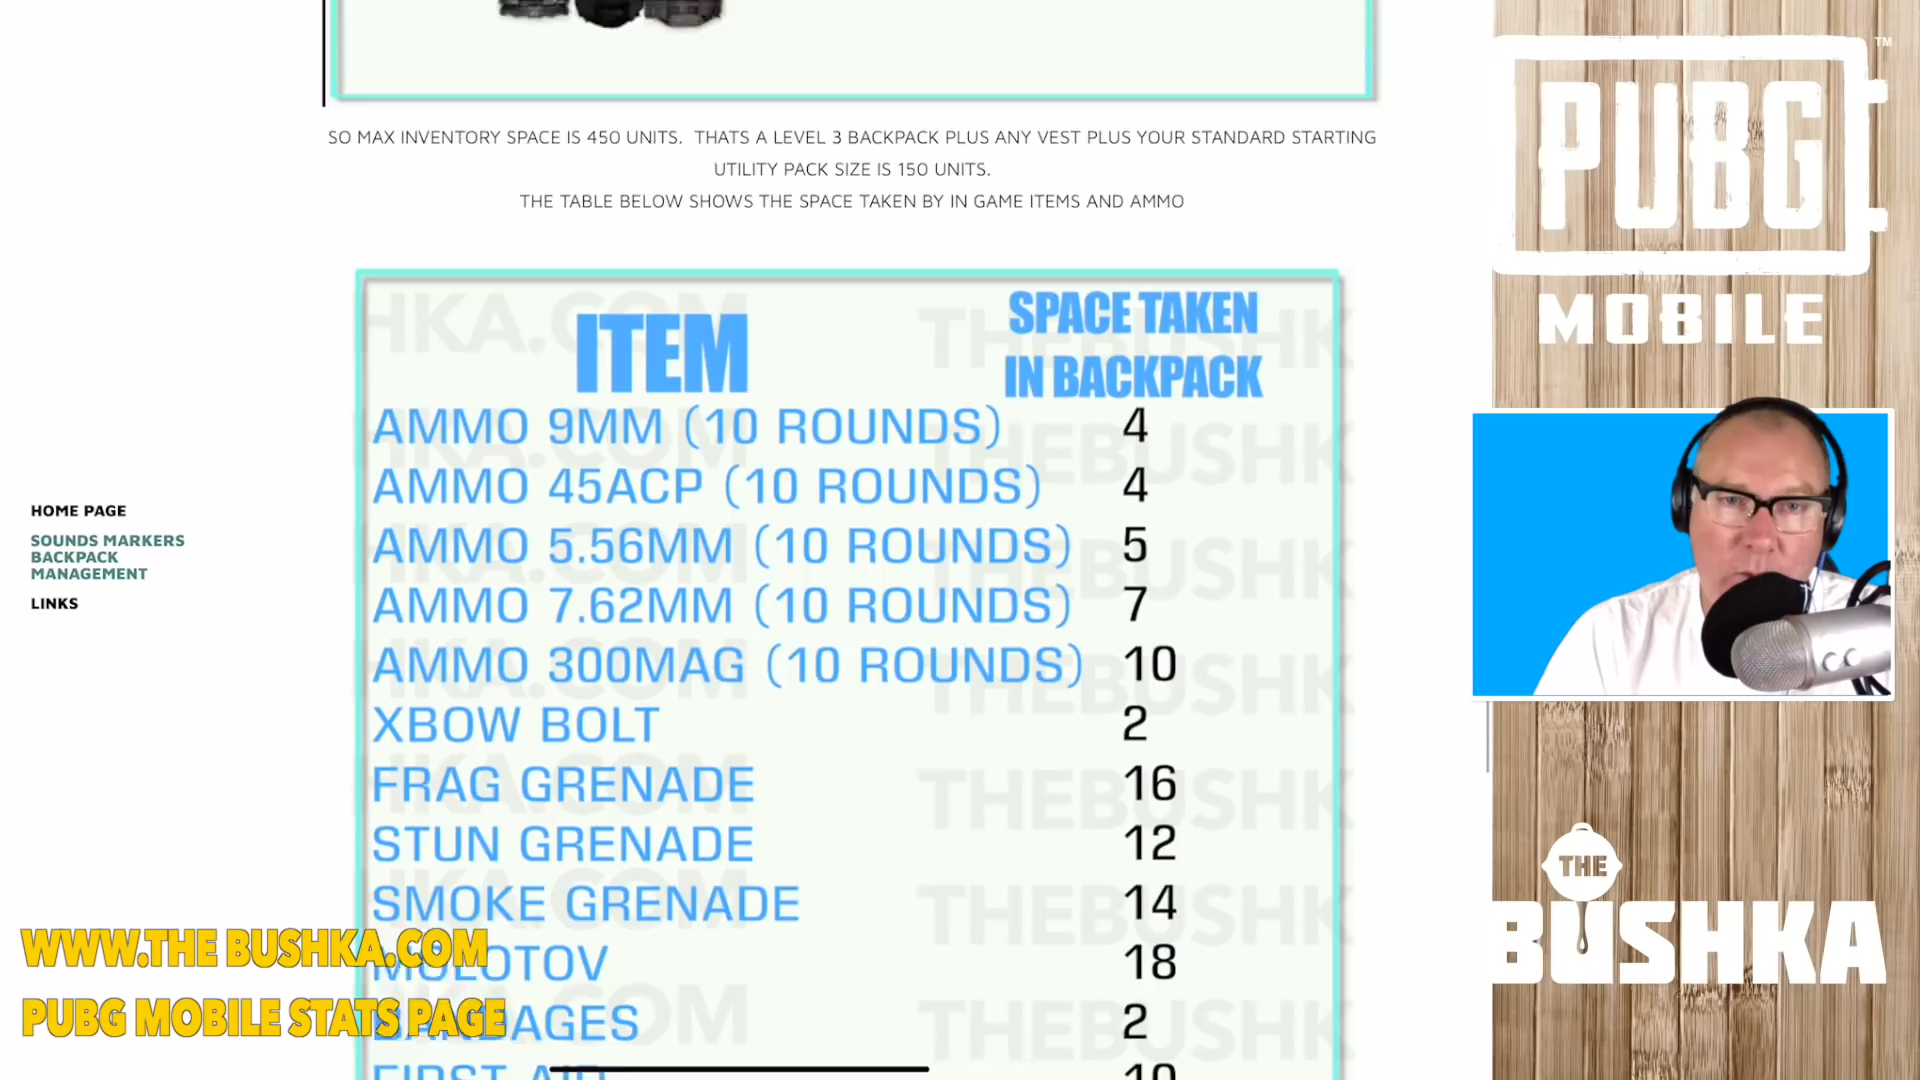 SO MAX INVENTORY SPACE IS 450 UNITS. THATS A LEVEL 3 BACKPACK PLUS ANY VEST PLUS YOUR STANDARD STARTING
UTILITY PACK SIZE IS 150 UNITS.
THE TABLE BELOW SHOWS THE SPACE TAKEN BY IN GAME ITEMS AND AMMO
ITEM
SPACE TAKEN
IN BACKPACK
AMMO 9MM (10 ROUNDS) 4
AMMO 45ACP (10 ROUNDS) 4
AMMO 5.56MM (10 ROUNDS) 5
AMMO 7.62MM (10 ROUNDS) 7
AMMO 300MAG (10 ROUNDS) 10
XBOW BOLT 2
FRAG GRENADE 16
STUN GRENADE 12
SMOKE GRENADE 14
MOLOTOV 18
BANDAGES 2
FIRST AID 10
HOME PAGE
SOUNDS MARKERS
BACKPACK
MANAGEMENT
LINKS
WWW.THE BUSHKA.COM
PUBG MOBILE STATS PAGE
PUBG
TM
MOBILE
THE
BUSHKA